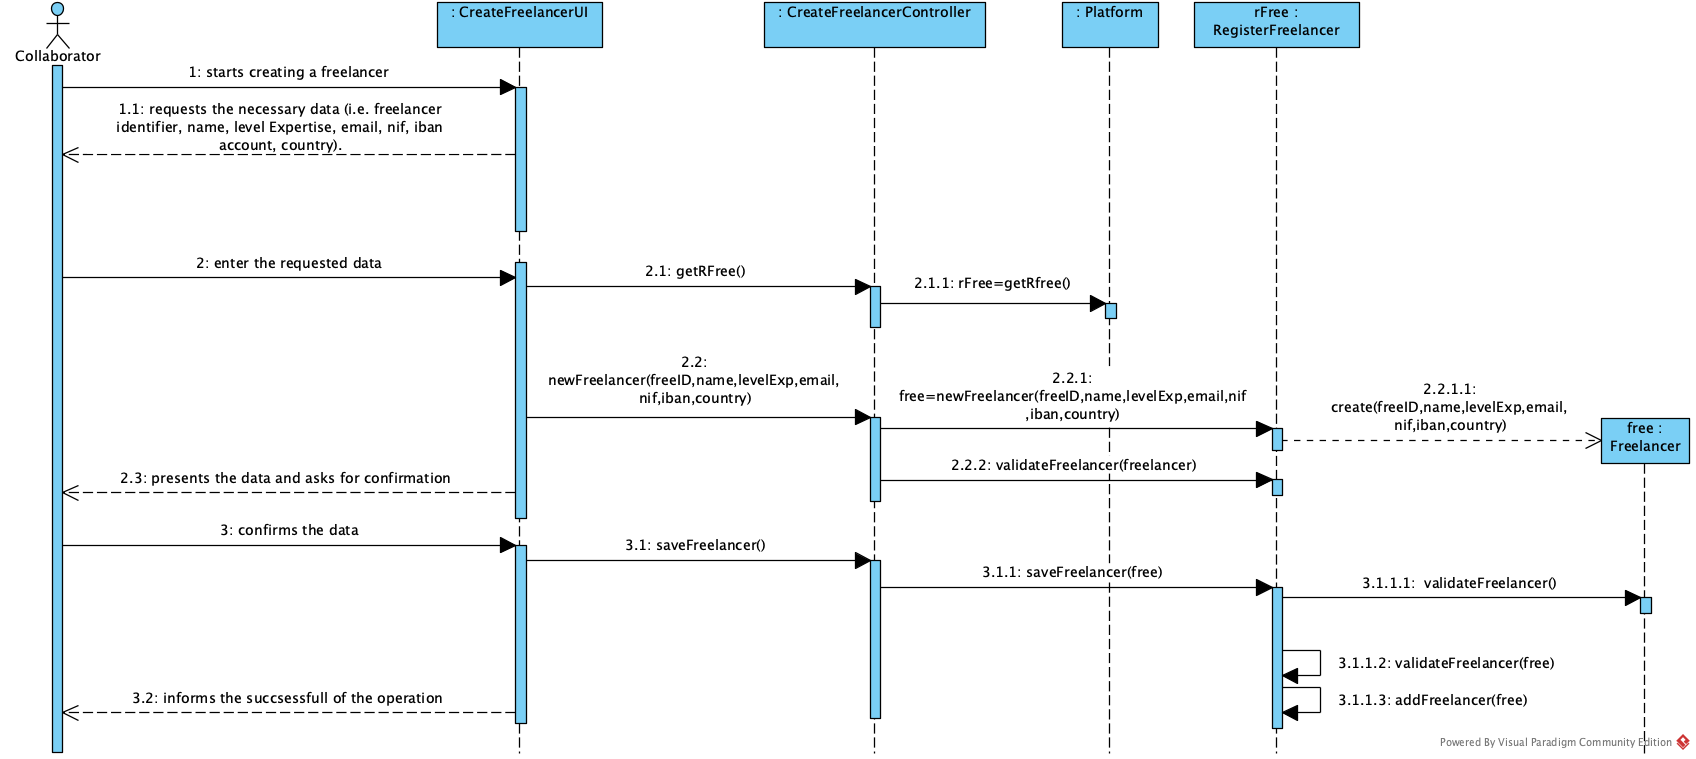 : CreateFreelancerUI
: CreateFreelancerController
: Platform
rFree :
RegisterFreelancer
Collaborator
1: starts creating a freelancer
1.1: requests the necessary data (i.e. freelancer
identifier, name, level Expertise, email, nif, iban
account, country).
2: enter the requested data
2.1: getRFree()
2.1.1: rFree=getRfree()
2.2:
newFreelancer(freeID,name,levelExp,email,
nif,iban,country)
2.2.1:
free=newFreelancer(freeID,name,levelExp,email,nif
,iban,country)
2.2.1.1:
create(freeID,name,levelExp,email,
nif,iban,country)
free :
Freelancer
2.2.2: validateFreelancer(freelancer)
2.3: presents the data and asks for confirmation
3: confirms the data
3.1: saveFreelancer()
3.1.1: saveFreelancer(free)
3.1.1.1:  validateFreelancer()
3.1.1.2: validateFreelancer(free)
3.1.1.3: addFreelancer(free)
3.2: informs the succsessfull of the operation
Powered By Visual Paradigm Community Edition